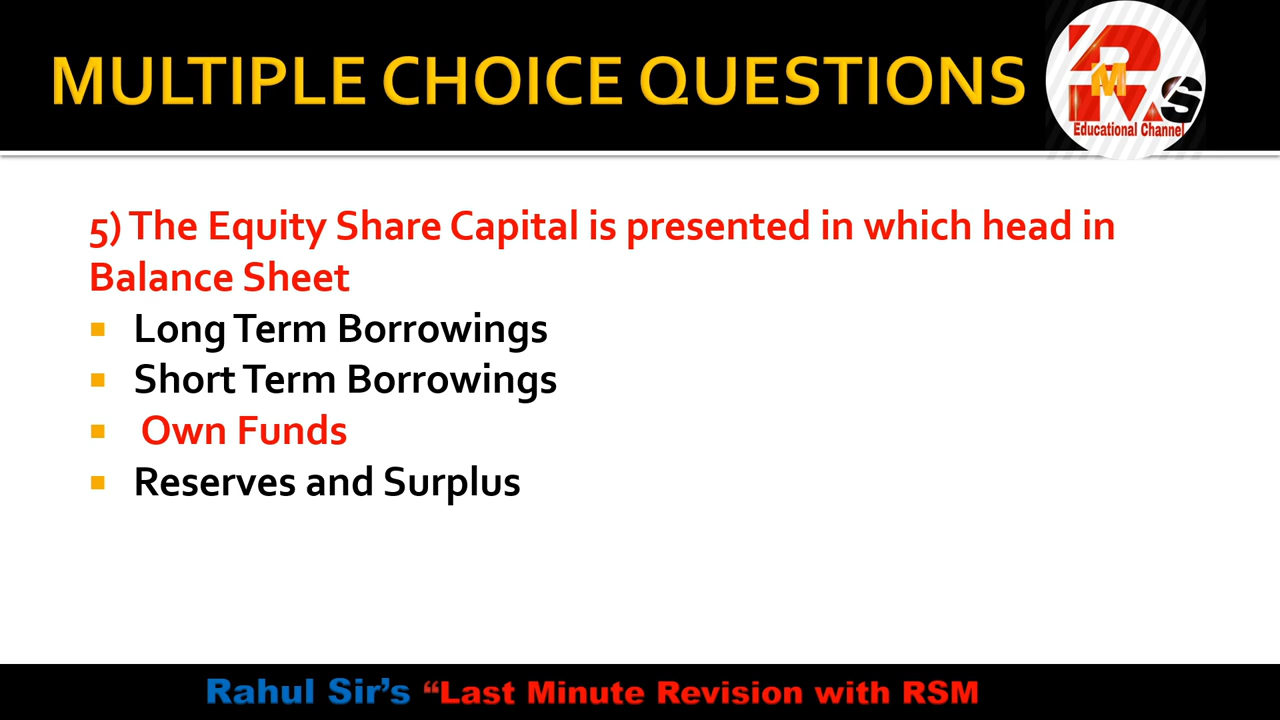 MULTIPLE CHOICE QUESTIONS
RMS
Educational Channel
5) The Equity Share Capital is presented in which head in
Balance Sheet
Long Term Borrowings
Short Term Borrowings
Own Funds
Reserves and Surplus
Rahul Sir's “Last Minute Revision with RSM